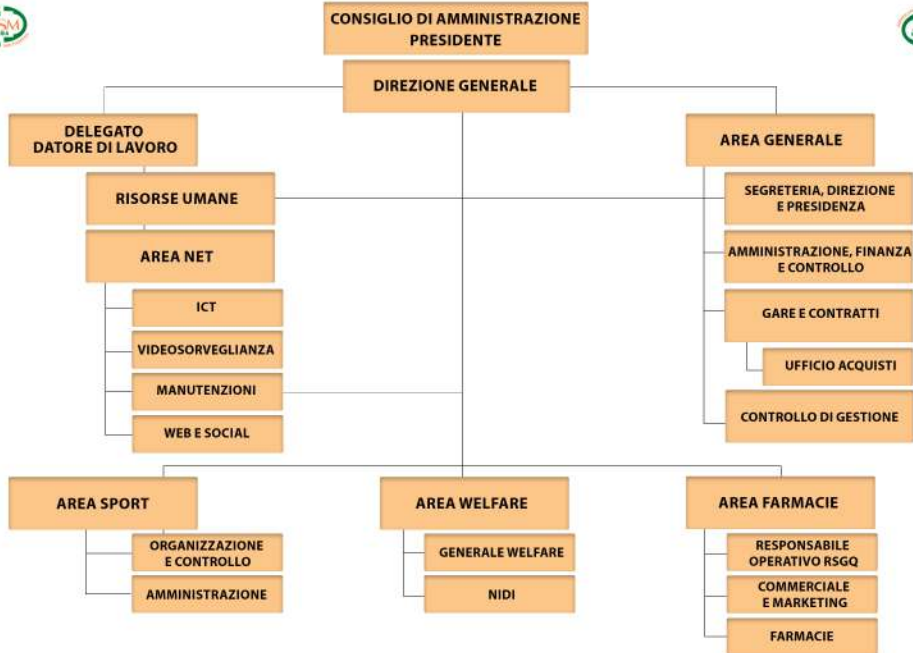 CONSIGLIO DI AMMINISTRAZIONE
PRESIDENTE
DIREZIONE GENERALE
DELEGATO
DATORE DI LAVORO
RISORSE UMANE
AREA NET
ICT
VIDEOSORVEGLIANZA
MANUTENZIONI
WEB E SOCIAL
AREA GENERALE
SEGRETERIA, DIREZIONE
E PRESIDENZA
AMMINISTRAZIONE, FINANZA
E CONTROLLO
GARE E CONTRATTI
UFFICIO ACQUISTI
CONTROLLO DI GESTIONE
AREA SPORT
ORGANIZZAZIONE
E CONTROLLO
AMMINISTRAZIONE
AREA WELFARE
GENERALE WELFARE
NIDI
AREA FARMACIE
RESPONSABILE
OPERATIVO RSGQ
COMMERCIALE
E MARKETING
FARMACIE